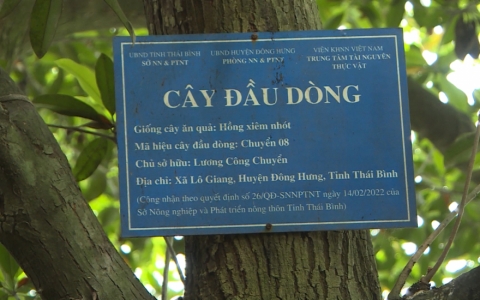 UBND TỈNH THÁI BÌNH UBND HUYỆN ĐÔNG HƯNG VIỆN KHNN VIỆT NAM
SỞ NN & PTNT PHÒNG NN & PTNT TRUNG TÂM TÀI NGUYÊN
THỰC VẬT
CÂY ĐẦU DÒNG
Giống cây ăn quả: Hồng xiêm nhót
Mã hiệu cây đầu dòng: Chuyển 08
Chủ sở hữu: Lương Công Chuyển
Địa chỉ: Xã Lô Giang, Huyện Đông Hưng, Tỉnh Thái Bình
(Công nhận theo quyết định số 26/QĐ-SNNPTNT ngày 14/02/2022 của
Sở Nông nghiệp và Phát triển nông thôn Tỉnh Thái Bình)